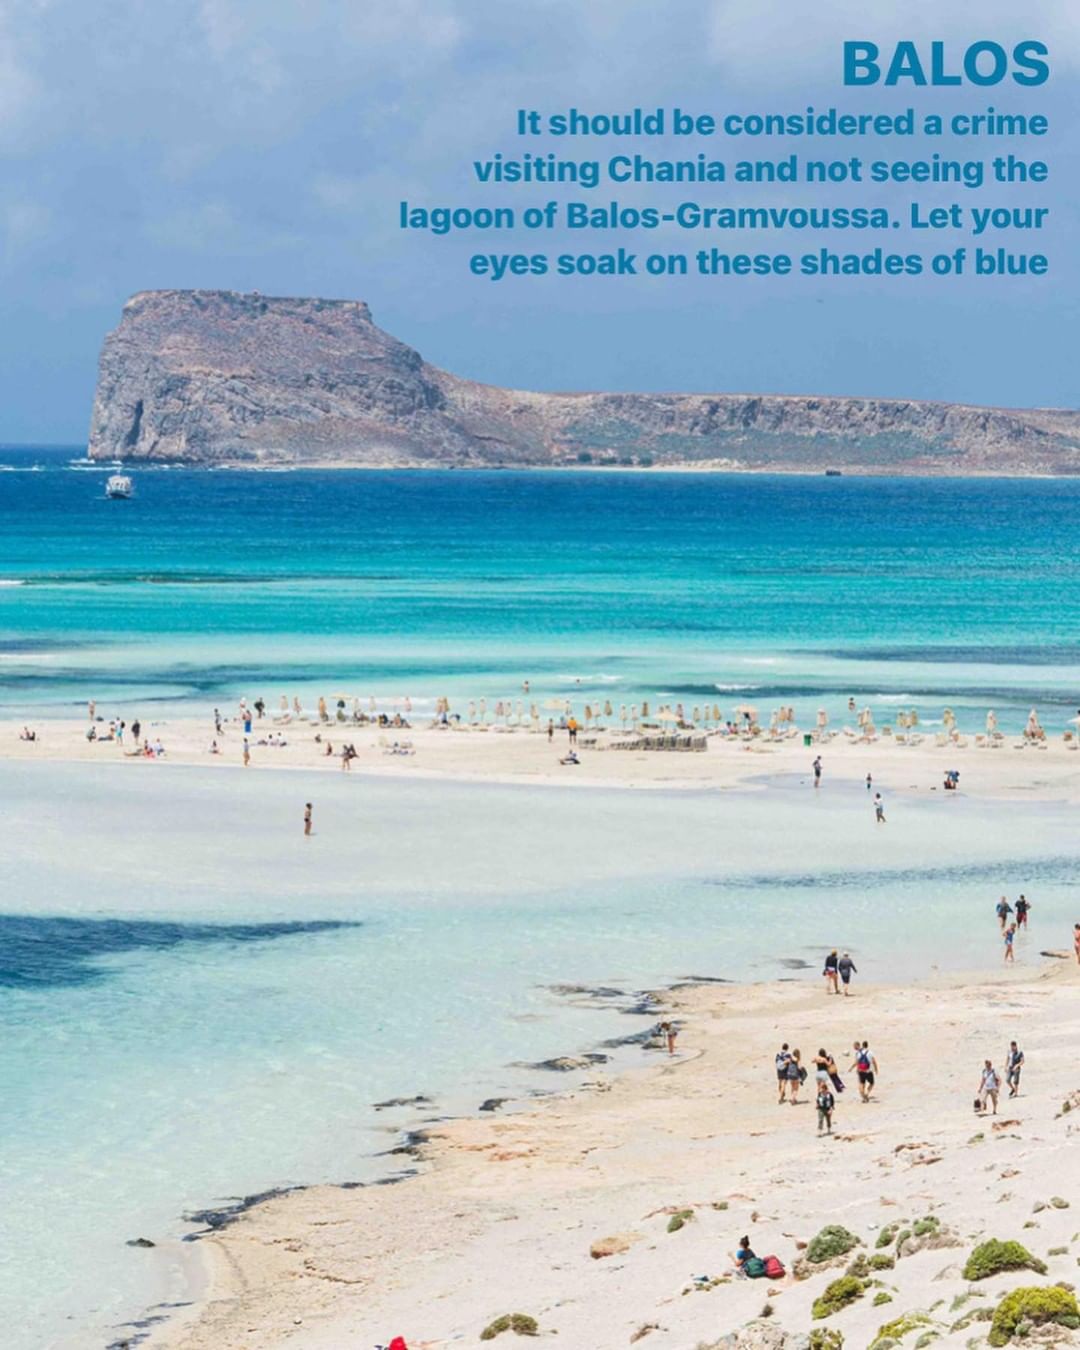 BALOS
It should be considered a crime
visiting Chania and not seeing the
lagoon of Balos-Gramvoussa. Let your
eyes soak on these shades of blue